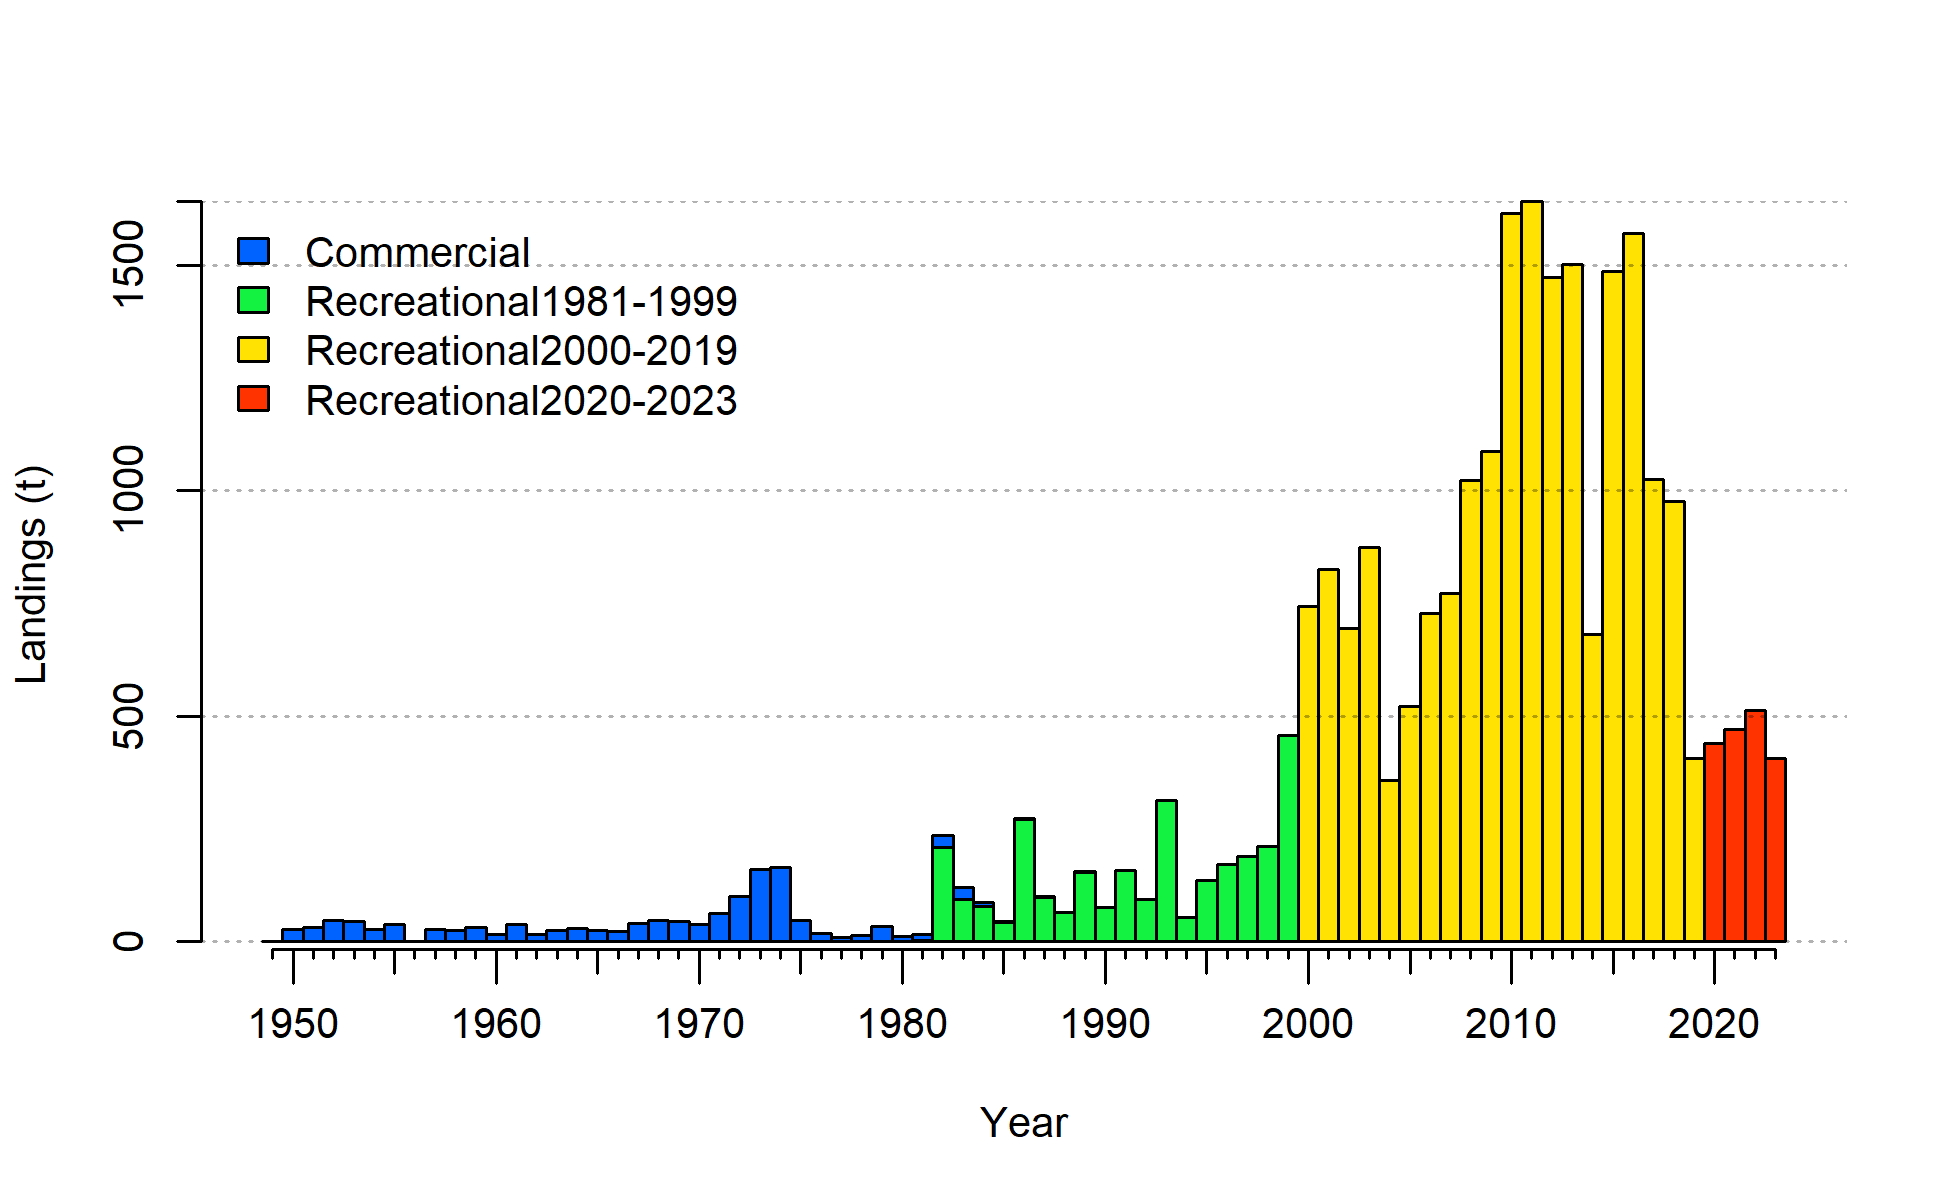 Commercial
Recreational1981-1999
Recreational2000-2019
Recreational2020-2023
Landings (t)
1500
1000
500
0
1950 1960 1970 1980 1990 2000 2010 2020
Year